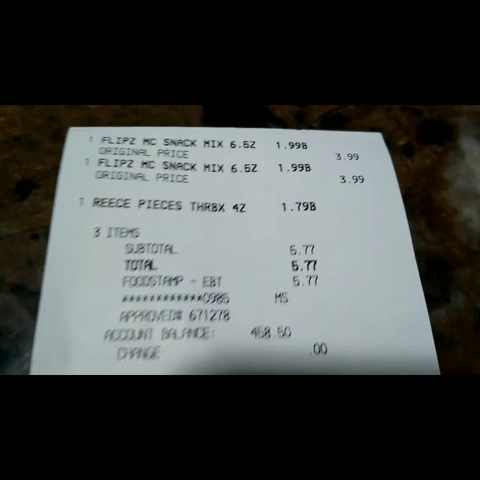 1 FLIPZ MC SNACK MIX 6.5Z 1.99B
ORIGINAL PRICE 3.99
1 FLIPZ MC SNACK MIX 6.5Z 1.99B
ORIGINAL PRICE 3.99
1 REECE PIECES THRBX 4Z 1.79B
3 ITEMS
SUBTOTAL 5.77
TOTAL 5.77
FOODSTAMP - EBT 5.77
************0985 MS
APPROVED# 671278
ACCOUNT BALANCE: 458.50
CHANGE .00